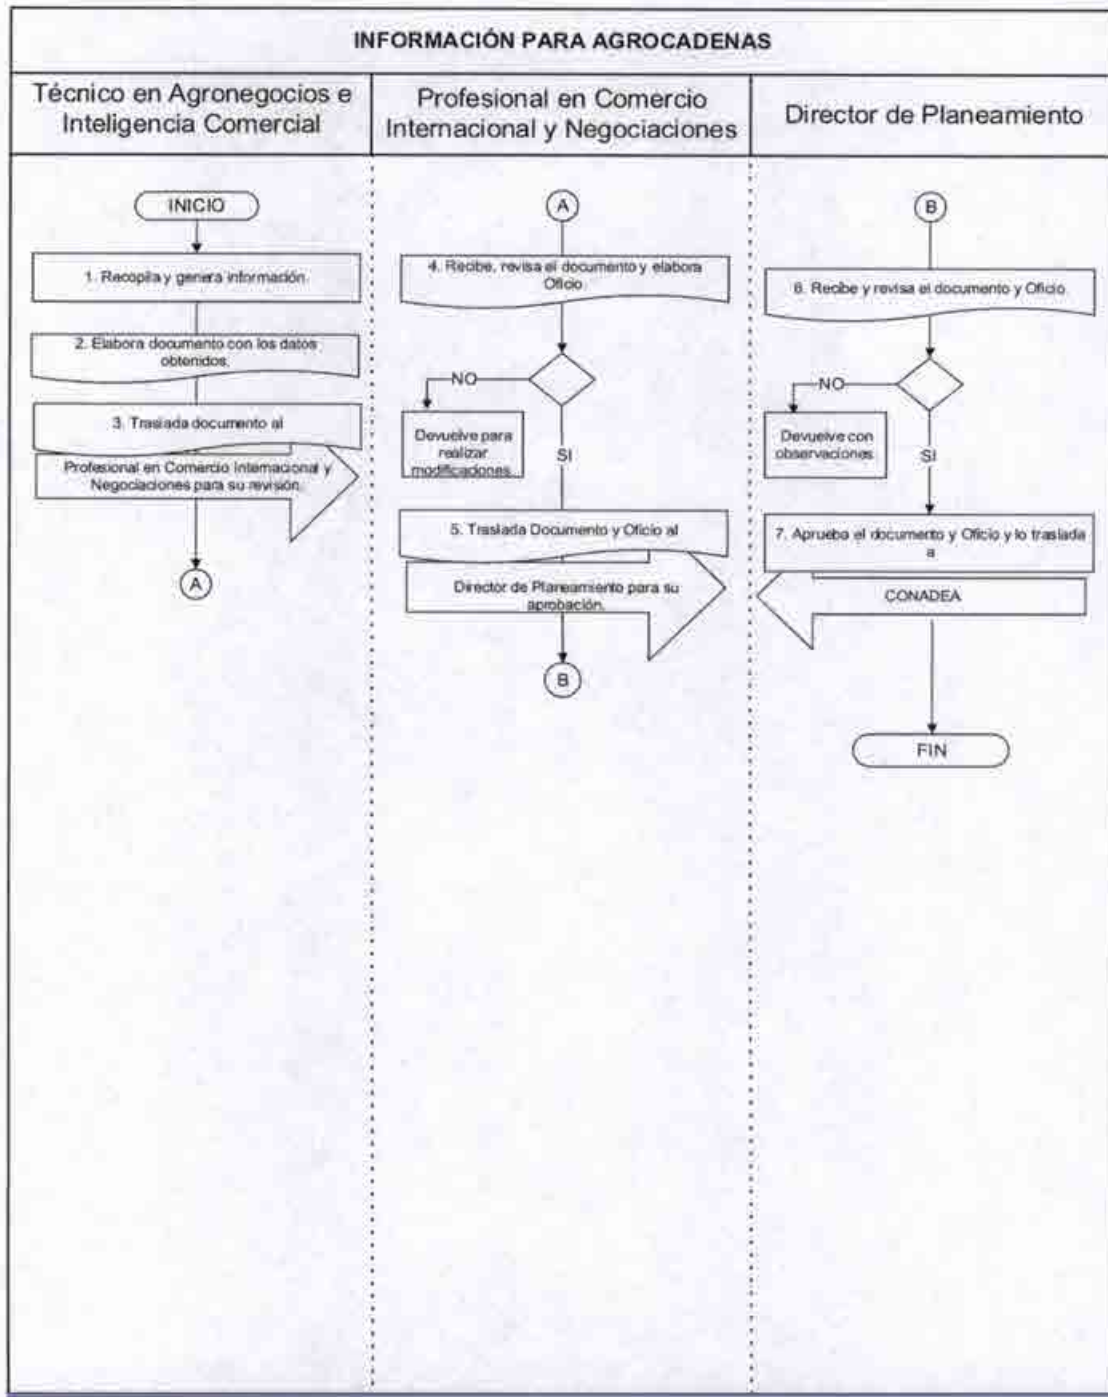 INFORMACIÓN PARA AGROCADENAS
Técnico en Agronegocios e
Inteligencia Comercial
Profesional en Comercio
Internacional y Negociaciones
Director de Planeamiento
INICIO
1. Recopila y genera información.
2. Elabora documento con los datos
obtenidos.
3. Traslada documento al
Profesional en Comercio Internacional y
Negociaciones para su revisión.
A
A
4. Recibe, revisa el documento y elabora
Oficio
NO
Devuelve para
realizar
modificaciones.
SI
5. Traslada Documento y Oficio al
Director de Planeamiento para su
aprobación.
B
B
6. Recibe y revisa el documento y Oficio
NO
Devuelve con
observaciones
SI
7. Aprueba el documento y Oficio y lo traslada
a
CONADEA
FIN